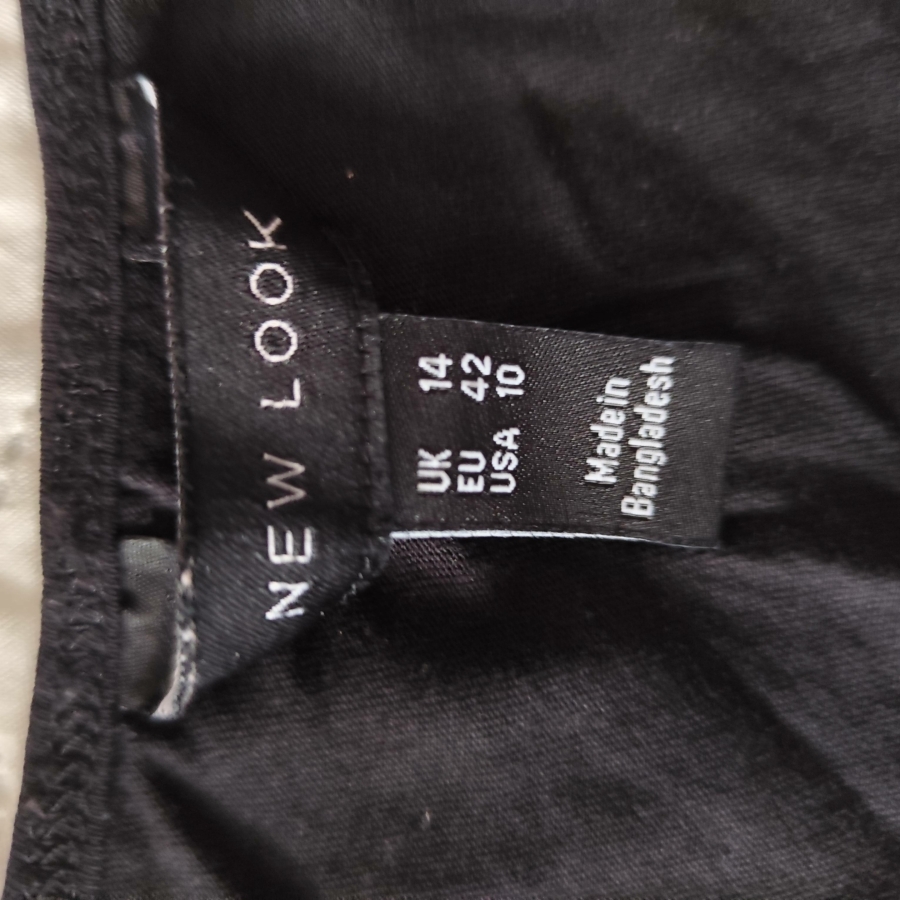 NEW LOOK
UK 14
EU 42
USA 10
Made in
Bangladesh